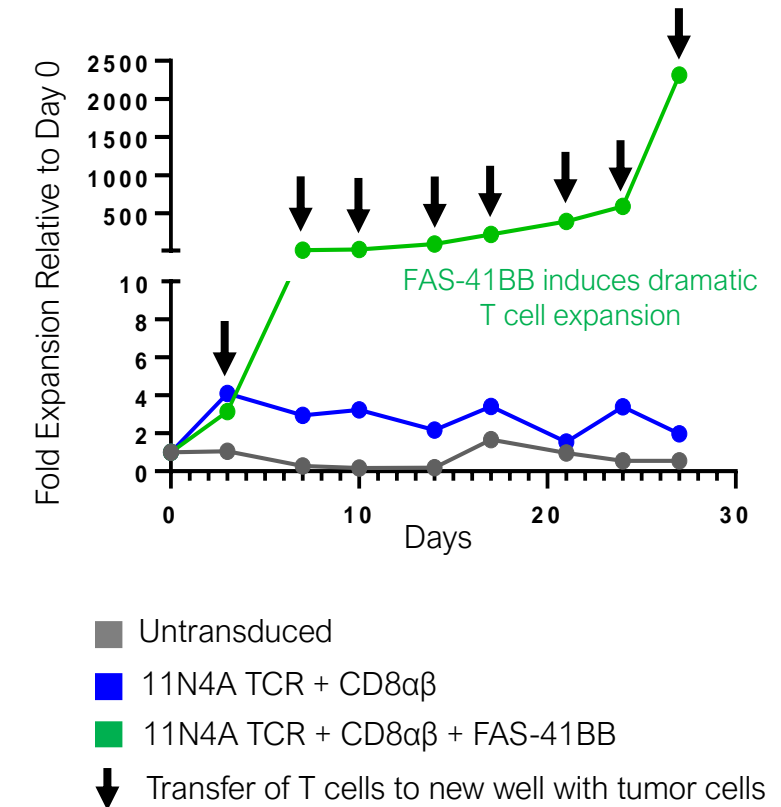 Fold Expansion Relative to Day 0
2500
2000
1500
1000
500
10
8
6
4
2
0
FAS-41BB induces dramatic
T cell expansion
0 10 20 30
Days
Untransduced
11N4A TCR + CD8αβ
11N4A TCR + CD8αβ + FAS-41BB
Transfer of T cells to new well with tumor cells